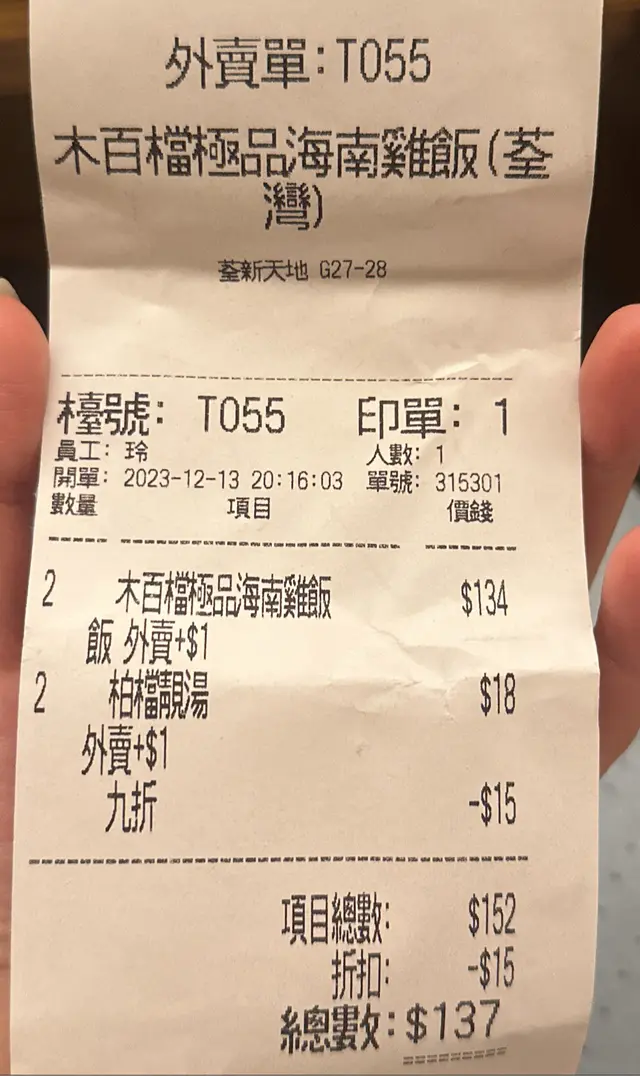 外賣單:T055
木百檔極品海南雞飯(荃
灣)
荃新天地 G27-28
檯號: T055 印單: 1
員工: 玲 人數: 1
開單: 2023-12-13 20:16:03 單號: 315301
數量 項目 價錢
2 木百檔極品海南雞飯 $134
飯 外賣+$1
2 柏檔靚湯 $18
外賣+$1
九折 -$15
項目總數: $152
折扣: -$15
總數:$137